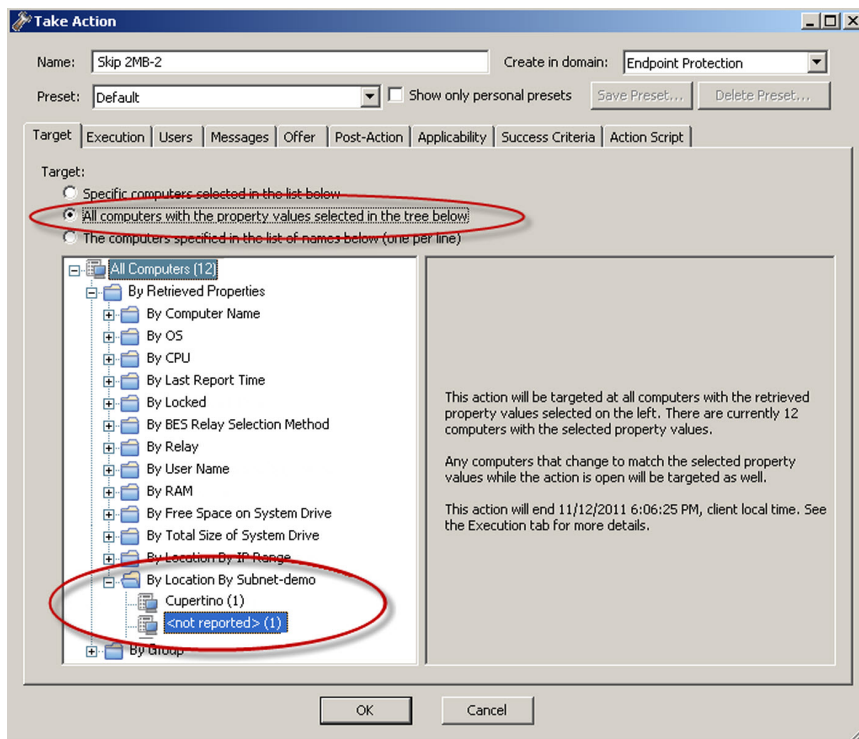 Take Action
Name: Skip 2MB-2 Create in domain: Endpoint Protection
Preset: Default Show only personal presets Save Preset... Delete Preset...
Target Execution Users Messages Offer Post-Action Applicability Success Criteria Action Script
Target:
Specific computers selected in the list below
All computers with the property values selected in the tree below
The computers specified in the list of names below (one per line)
All Computers (12)
By Retrieved Properties
By Computer Name
By OS
By CPU
By Last Report Time
By Locked
By BES Relay Selection Method
By Relay
By User Name
By RAM
By Free Space on System Drive
By Total Size of System Drive
By Location By IP Range
By Location By Subnet-demo
Cupertino (1)
<not reported> (1)
By Group
This action will be targeted at all computers with the retrieved
property values selected on the left. There are currently 12
computers with the selected property values.
Any computers that change to match the selected property
values while the action is open will be targeted as well.
This action will end 11/12/2011 6:06:25 PM, client local time. See
the Execution tab for more details.
OK Cancel